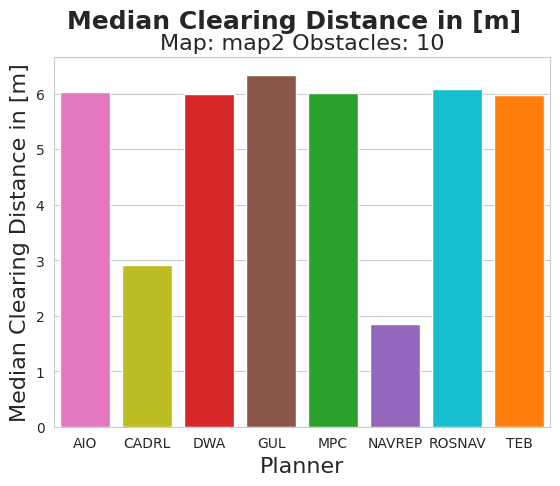 Median Clearing Distance in [m]
Map: map2 Obstacles: 10
Median Clearing Distance in [m]
6
5
4
3
2
1
0
AIO CADRL DWA GUL MPC NAVREP ROSNAV TEB
Planner